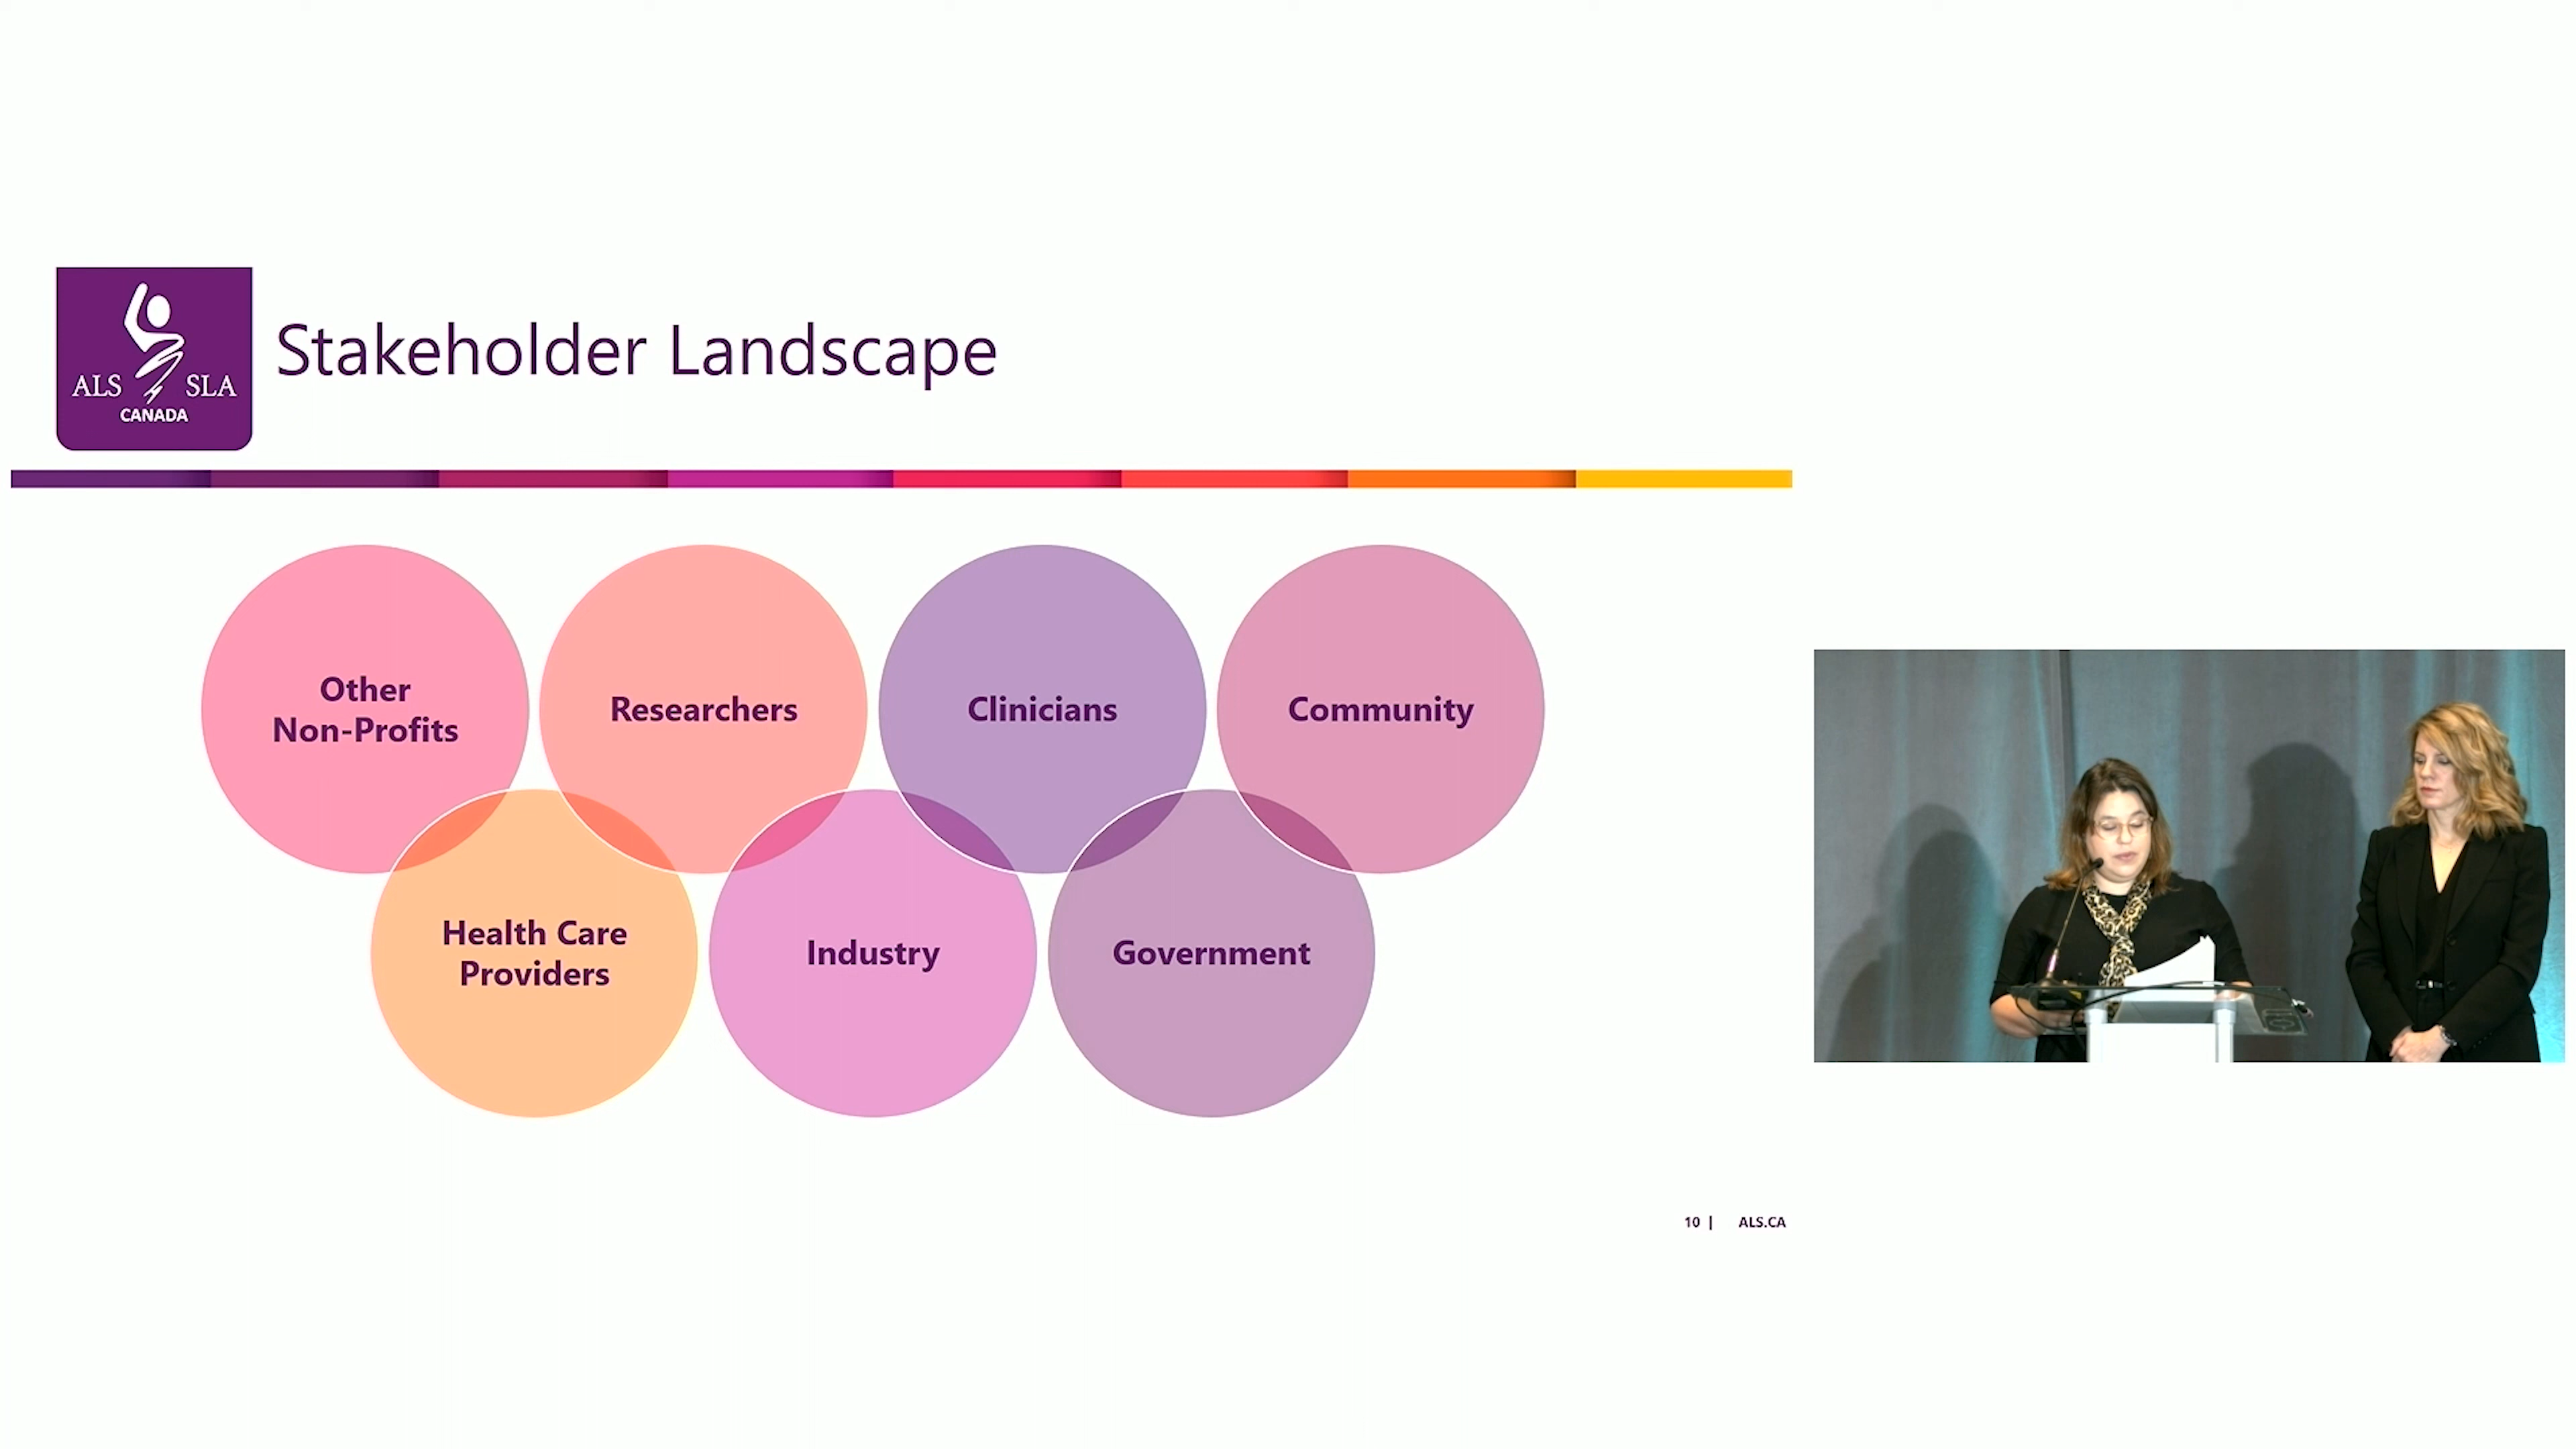 ALS SLA
CANADA
Stakeholder Landscape
Other
Non-Profits
Researchers
Clinicians
Community
Health Care
Providers
Industry
Government
10 | ALS.CA